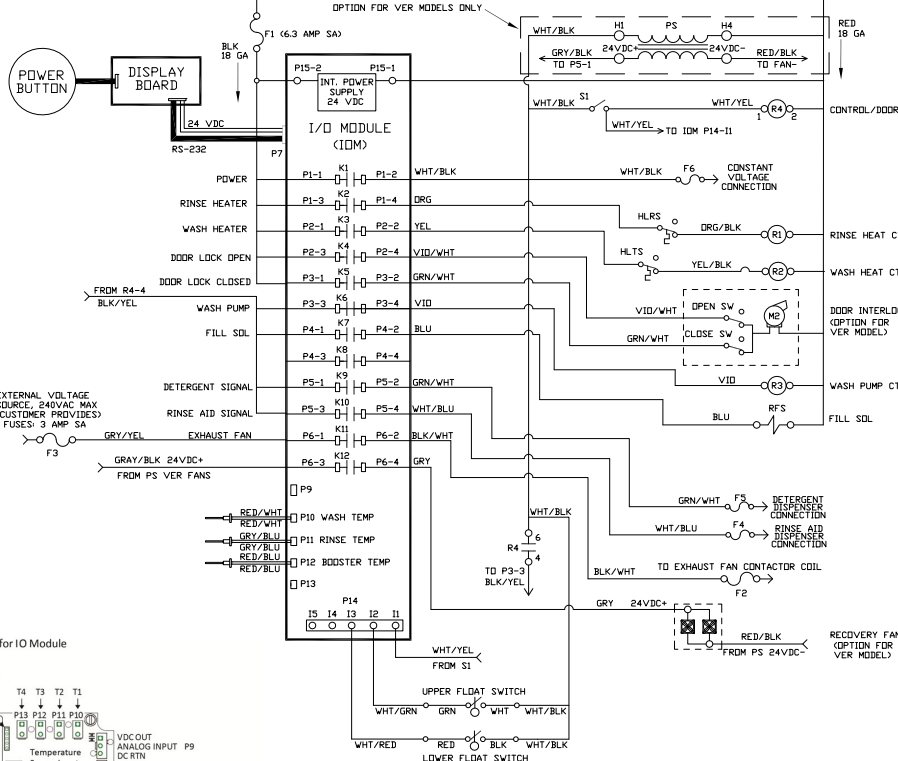 OPTION FOR VER MODELS ONLY
F1 (6.3 AMP SA)
BLK
18 GA
RED
18 GA
WHT/BLK H1 PS H4
GRY/BLK 24VDC+ 24VDC- RED/BLK
TO P5-1 TO FAN-
POWER
BUTTON
DISPLAY
BOARD
24 VDC
RS-232
P7
P15-2 P15-1
INT. POWER
SUPPLY
24 VDC
I/O MODULE
(IOM)
WHT/BLK S1 WHT/YEL 1 R4 2 CONTROL/DOOR
WHT/YEL TO IOM P14-I1
POWER P1-1 K1 P1-2 WHT/BLK WHT/BLK F6 CONSTANT
VOLTAGE
CONNECTION
RINSE HEATER P1-3 K2 P1-4 ORG
HLRS ORG/BLK R1 RINSE HEAT C
WASH HEATER P2-1 K3 P2-2 YEL
HLTS YEL/BLK R2 WASH HEAT CT
DOOR LOCK OPEN P2-3 K4 P2-4 VIO/WHT
DOOR LOCK CLOSED P3-1 K5 P3-2 GRN/WHT
FROM R4-4
BLK/YEL
WASH PUMP P3-3 K6 P3-4 VIO
VIO/WHT OPEN SW M2
GRN/WHT CLOSE SW
DOOR INTERLO
(OPTION FOR
VER MODEL)
FILL SOL P4-1 K7 P4-2 BLU
P4-3 K8 P4-4
VIO R3 WASH PUMP CT
DETERGENT SIGNAL P5-1 K9 P5-2 GRN/WHT
RINSE AID SIGNAL P5-3 K10 P5-4 WHT/BLU
BLU RFS FILL SOL
EXTERNAL VOLTAGE
SOURCE, 240VAC MAX
(CUSTOMER PROVIDES)
FUSES: 3 AMP SA
F3
GRY/YEL EXHAUST FAN P6-1 K11 P6-2 BLK/WHT
GRAY/BLK 24VDC+ P6-3 K12 P6-4 GRY
FROM PS VER FANS
P9
RED/WHT P10 WASH TEMP
RED/WHT
GRY/BLU P11 RINSE TEMP
GRY/BLU
RED/BLU P12 BOOSTER TEMP
RED/BLU
P13
GRN/WHT F5 DETERGENT
DISPENSER
CONNECTION
WHT/BLU F4 RINSE AID
DISPENSER
CONNECTION
WHT/BLK
6
R4
4
TO P3-3
BLK/YEL
BLK/WHT TO EXHAUST FAN CONTACTOR COIL
F2
GRY 24VDC+
RED/BLK
FROM PS 24VDC-
RECOVERY FAN
(OPTION FOR
VER MODEL)
P14
I5 I4 I3 I2 I1
WHT/YEL
FROM S1
UPPER FLOAT SWITCH
WHT/GRN GRN WHT WHT/BLK
WHT/RED RED BLK WHT/BLK
LOWER FLOAT SWITCH
for IO Module
T4 T3 T2 T1
P13 P12 P11 P10
Temperature
VDC OUT
ANALOG INPUT P9
DC RTN